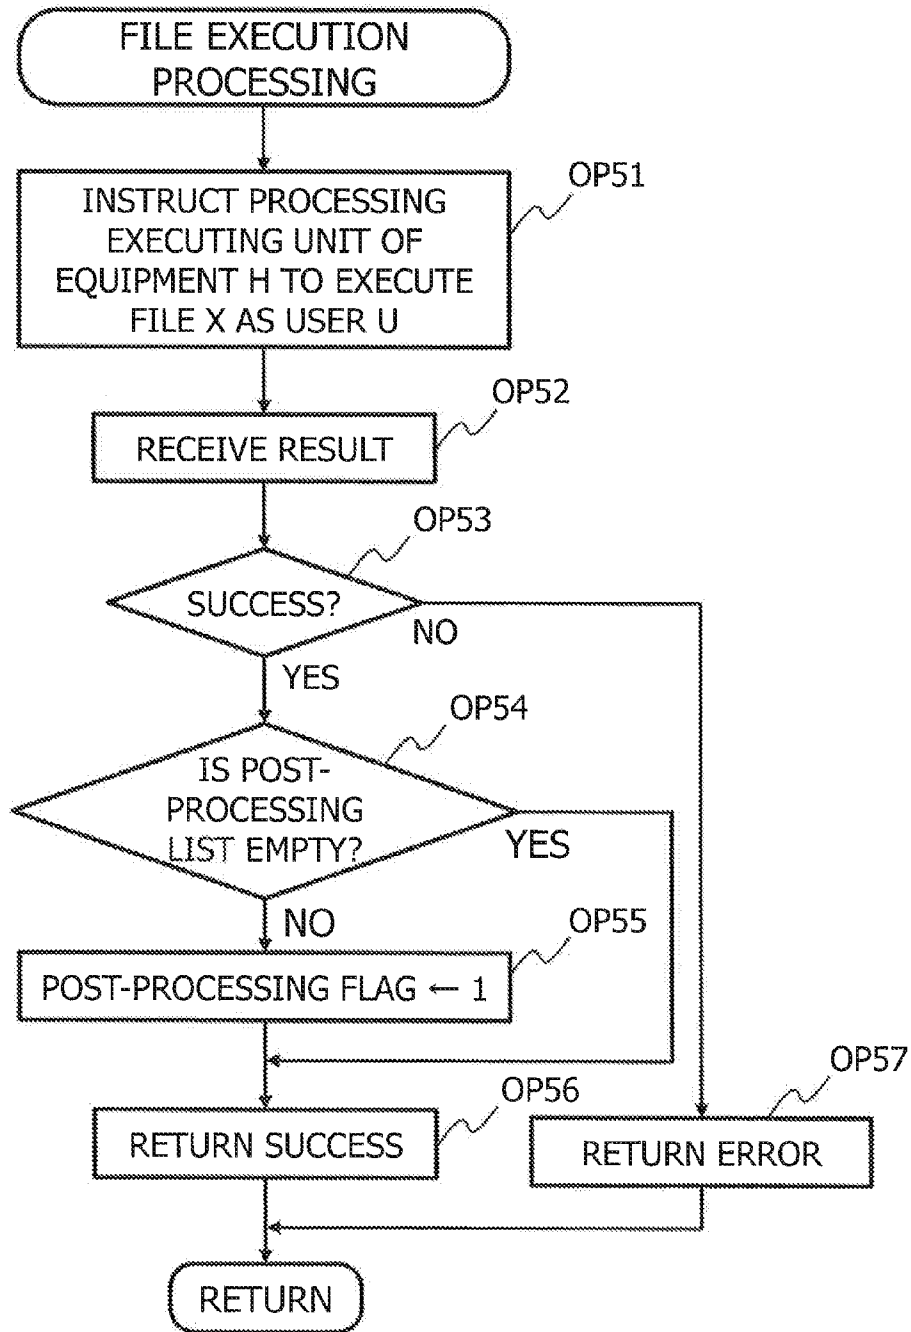 FILE EXECUTION
PROCESSING
OP51
INSTRUCT PROCESSING
EXECUTING UNIT OF
EQUIPMENT H TO EXECUTE
FILE X AS USER U
OP52
RECEIVE RESULT
OP53
SUCCESS?
NO
YES
OP54
IS POST-
PROCESSING
LIST EMPTY?
YES
NO
OP55
POST-PROCESSING FLAG ← 1
OP56
OP57
RETURN SUCCESS
RETURN ERROR
RETURN